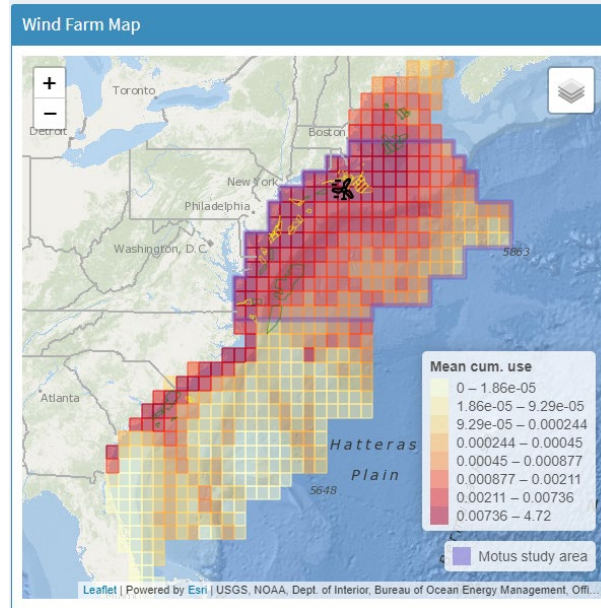 Wind Farm Map
+
−
Toronto
Detroit
Boston
New York
Philadelphia
Washington, D.C.
5863
Atlanta
Hatteras
Plain
5648
Mean cum. use
0 – 1.86e-05
1.86e-05 – 9.29e-05
9.29e-05 – 0.000244
0.000244 – 0.00045
0.00045 – 0.000877
0.000877 – 0.00211
0.00211 – 0.00736
0.00736 – 4.72
Motus study area
Leaflet | Powered by Esri | USGS, NOAA, Dept. of Interior, Bureau of Ocean Energy Management, Offi...